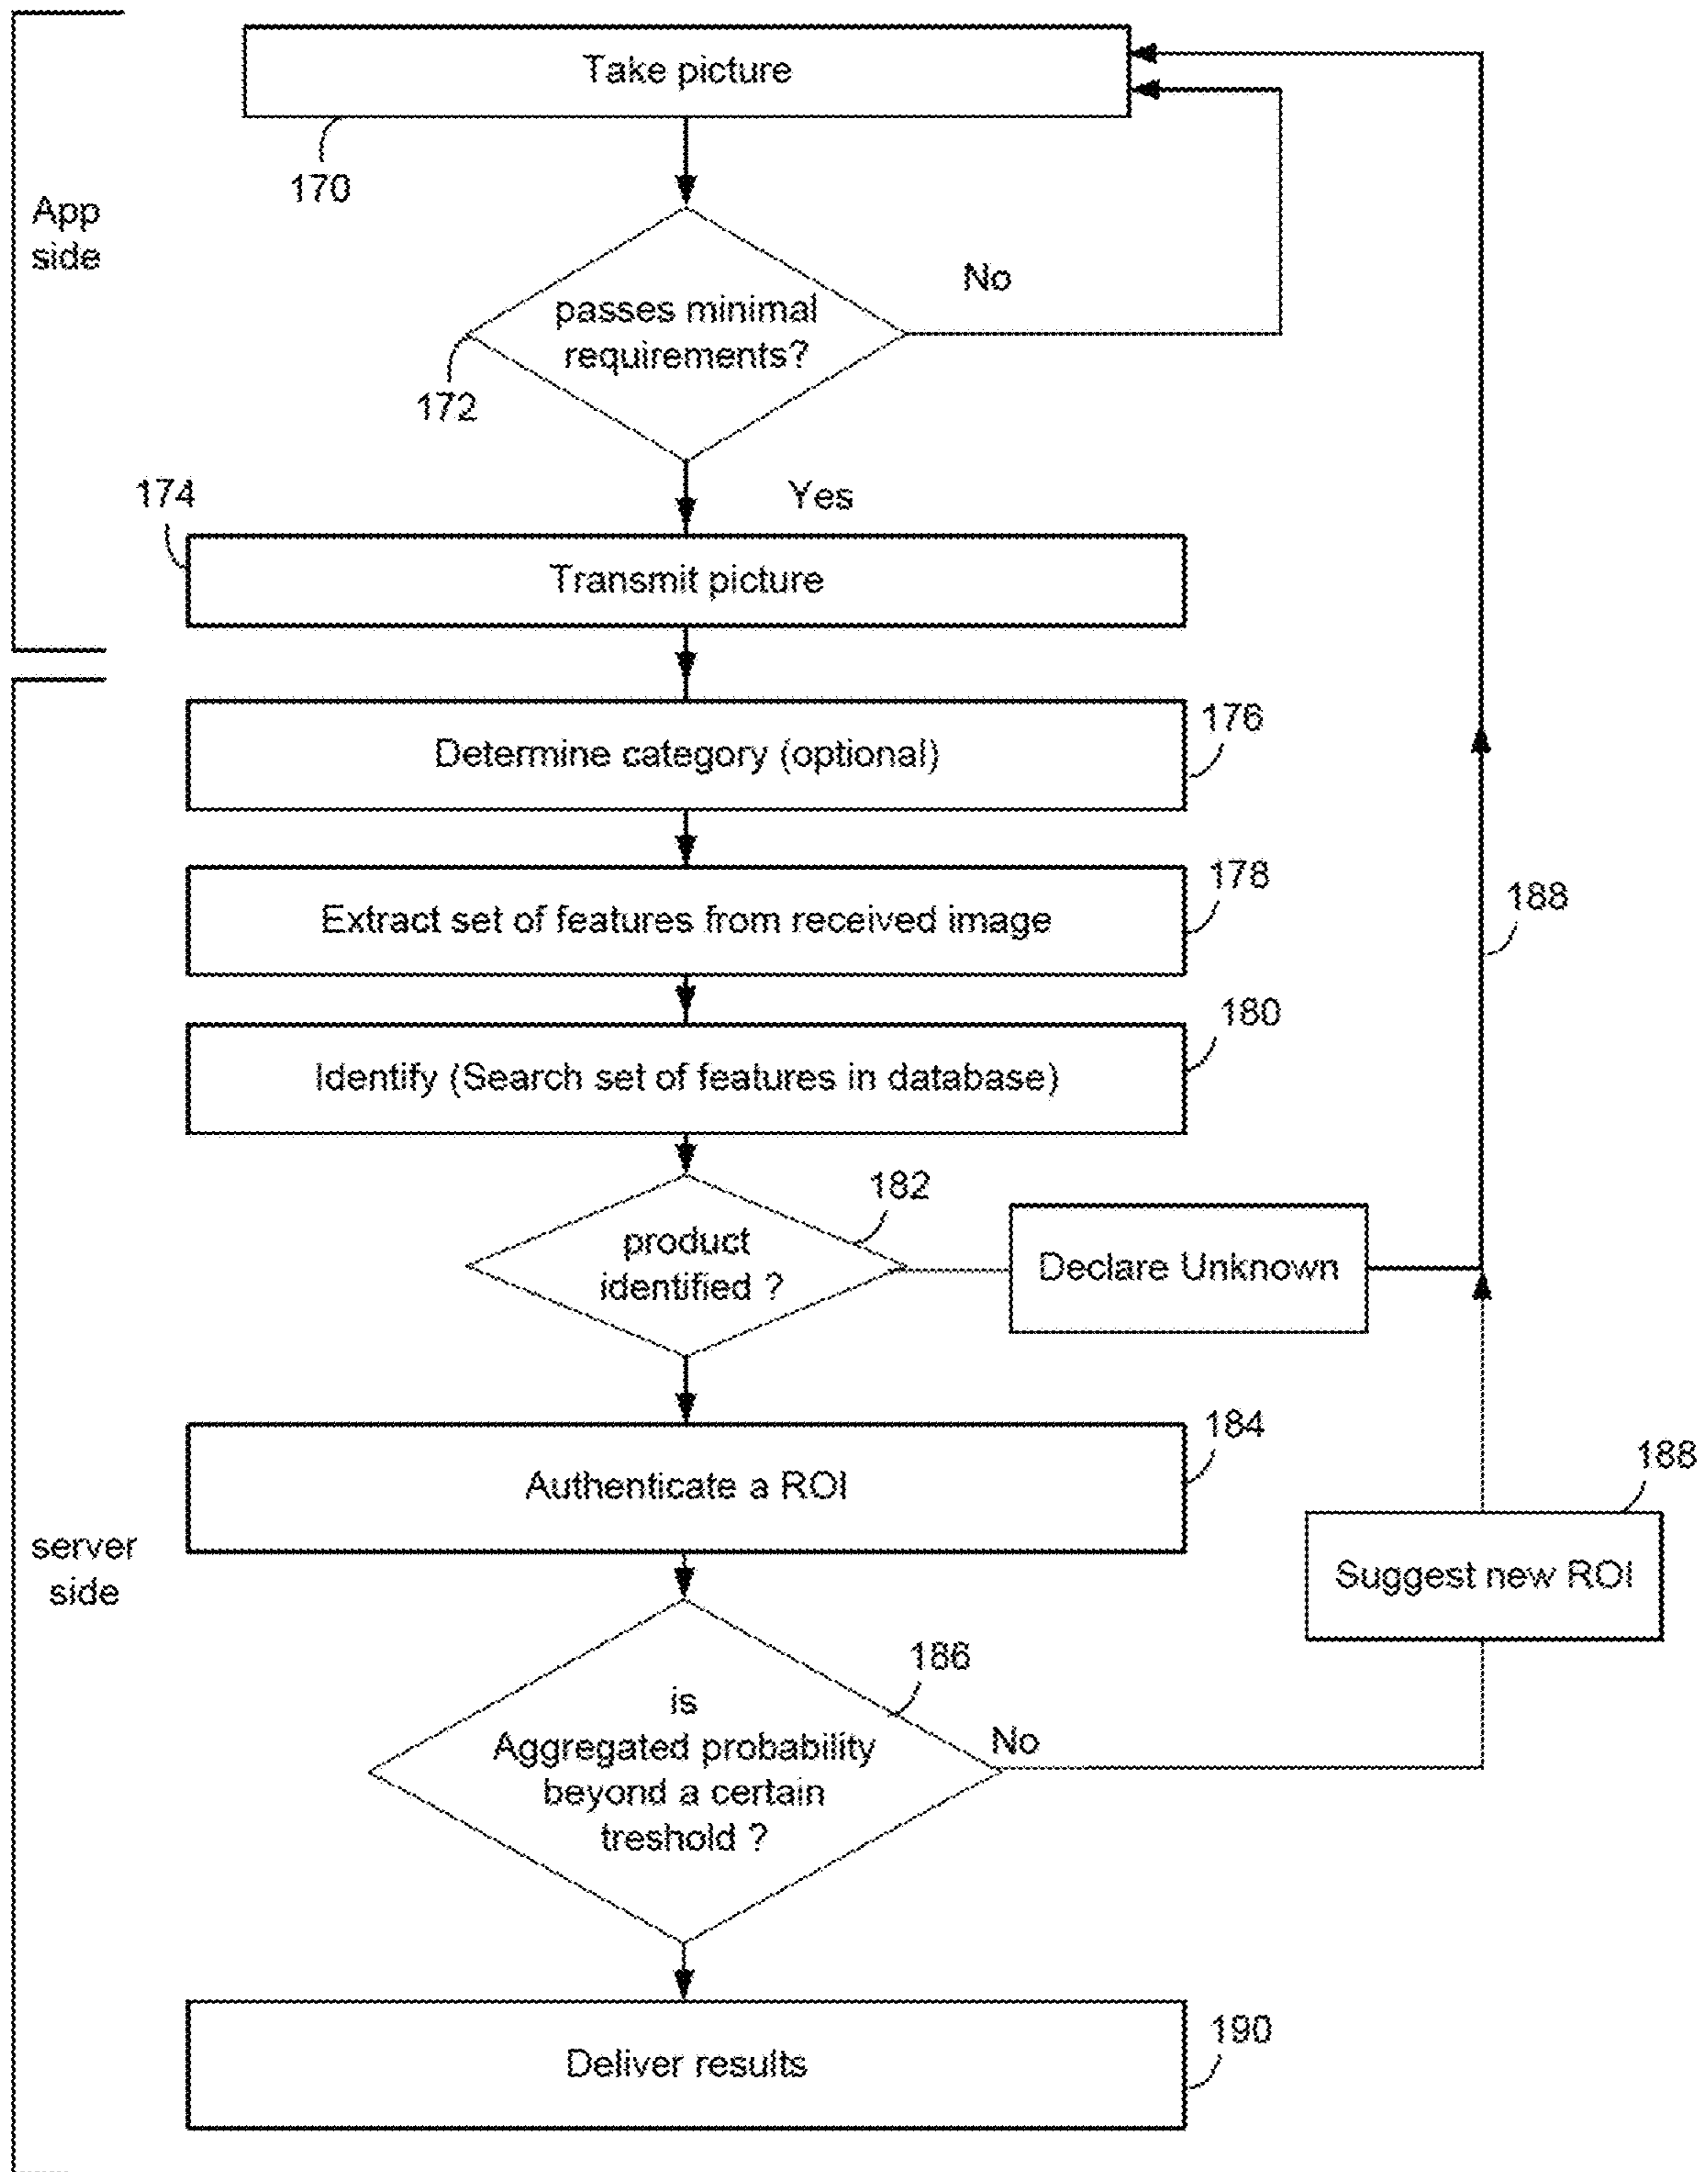 Take picture
170
App
side
No
passes minimal
requirements?
172
174
Yes
Transmit picture
176
Determine category (optional)
178
Extract set of features from received image
188
180
Identify (Search set of features in database)
182
product
identified ?
Declare Unknown
184
Authenticate a ROI
188
server
side
Suggest new ROI
186
is
Aggregated probability
beyond a certain
treshold ?
No
190
Deliver results